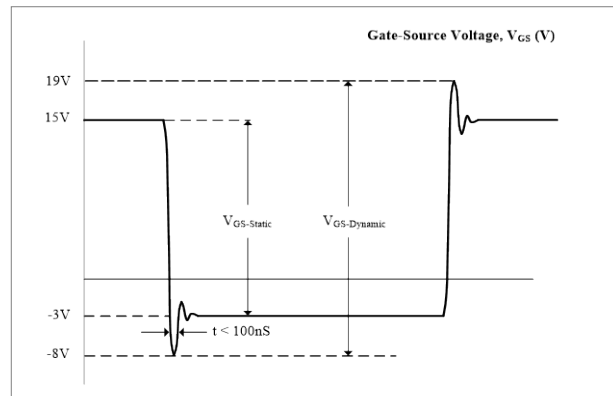 Gate-Source Voltage, VGS (V)
19V
15V
VGS-Static
VGS-Dynamic
-3V
t < 100nS
-8V